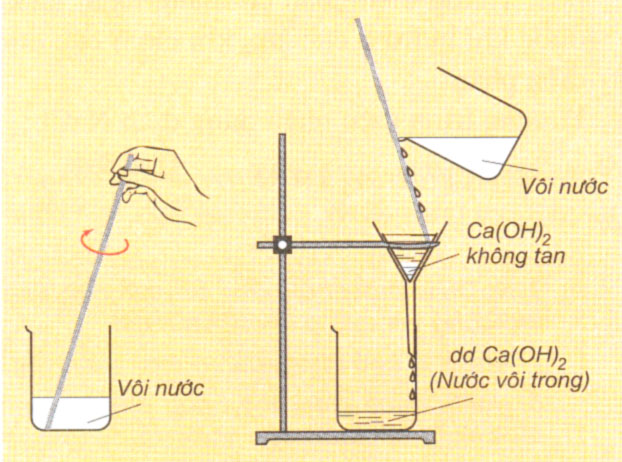 Vôi nước
Vôi nước
Ca(OH)₂
không tan
dd Ca(OH)₂
(Nước vôi trong)